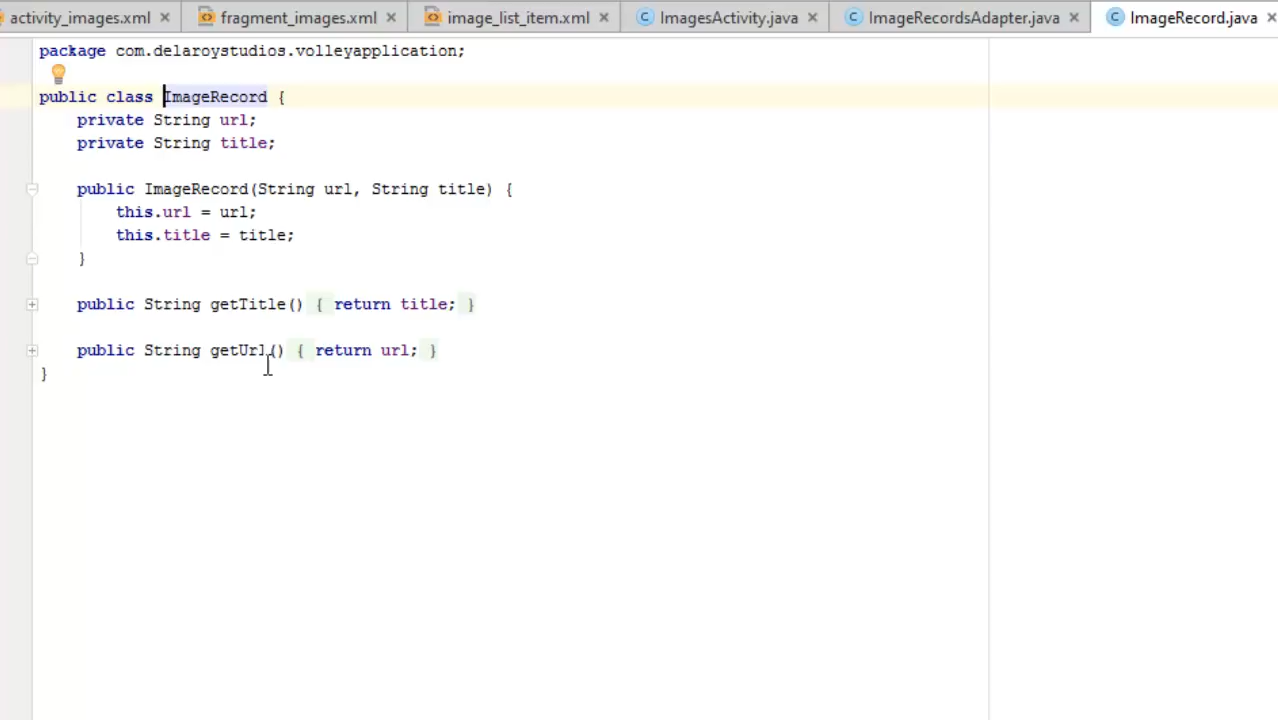 activity_images.xml fragment_images.xml image_list_item.xml ImagesActivity.java ImageRecordsAdapter.java ImageRecord.java
package com.delaroystudios.volleyapplication;
public class ImageRecord {
private String url;
private String title;
public ImageRecord(String url, String title) {
this.url = url;
this.title = title;
}
public String getTitle() { return title; }
public String getUrl() { return url; }
}